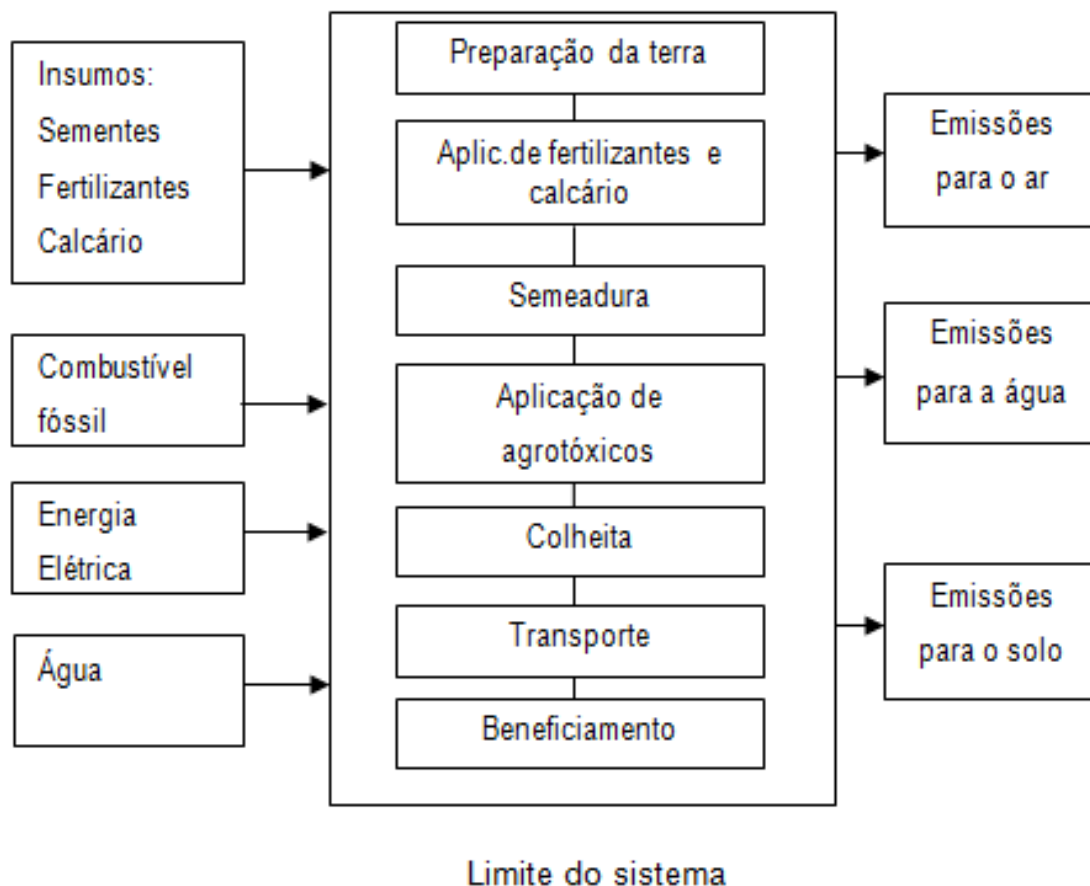 Insumos:
Sementes
Fertilizantes
Calcário
Combustível
fóssil
Energia
Elétrica
Água
Preparação da terra
Aplic.de fertilizantes e
calcário
Semeadura
Aplicação de
agrotóxicos
Colheita
Transporte
Beneficiamento
Emissões
para o ar
Emissões
para a água
Emissões
para o solo
Limite do sistema